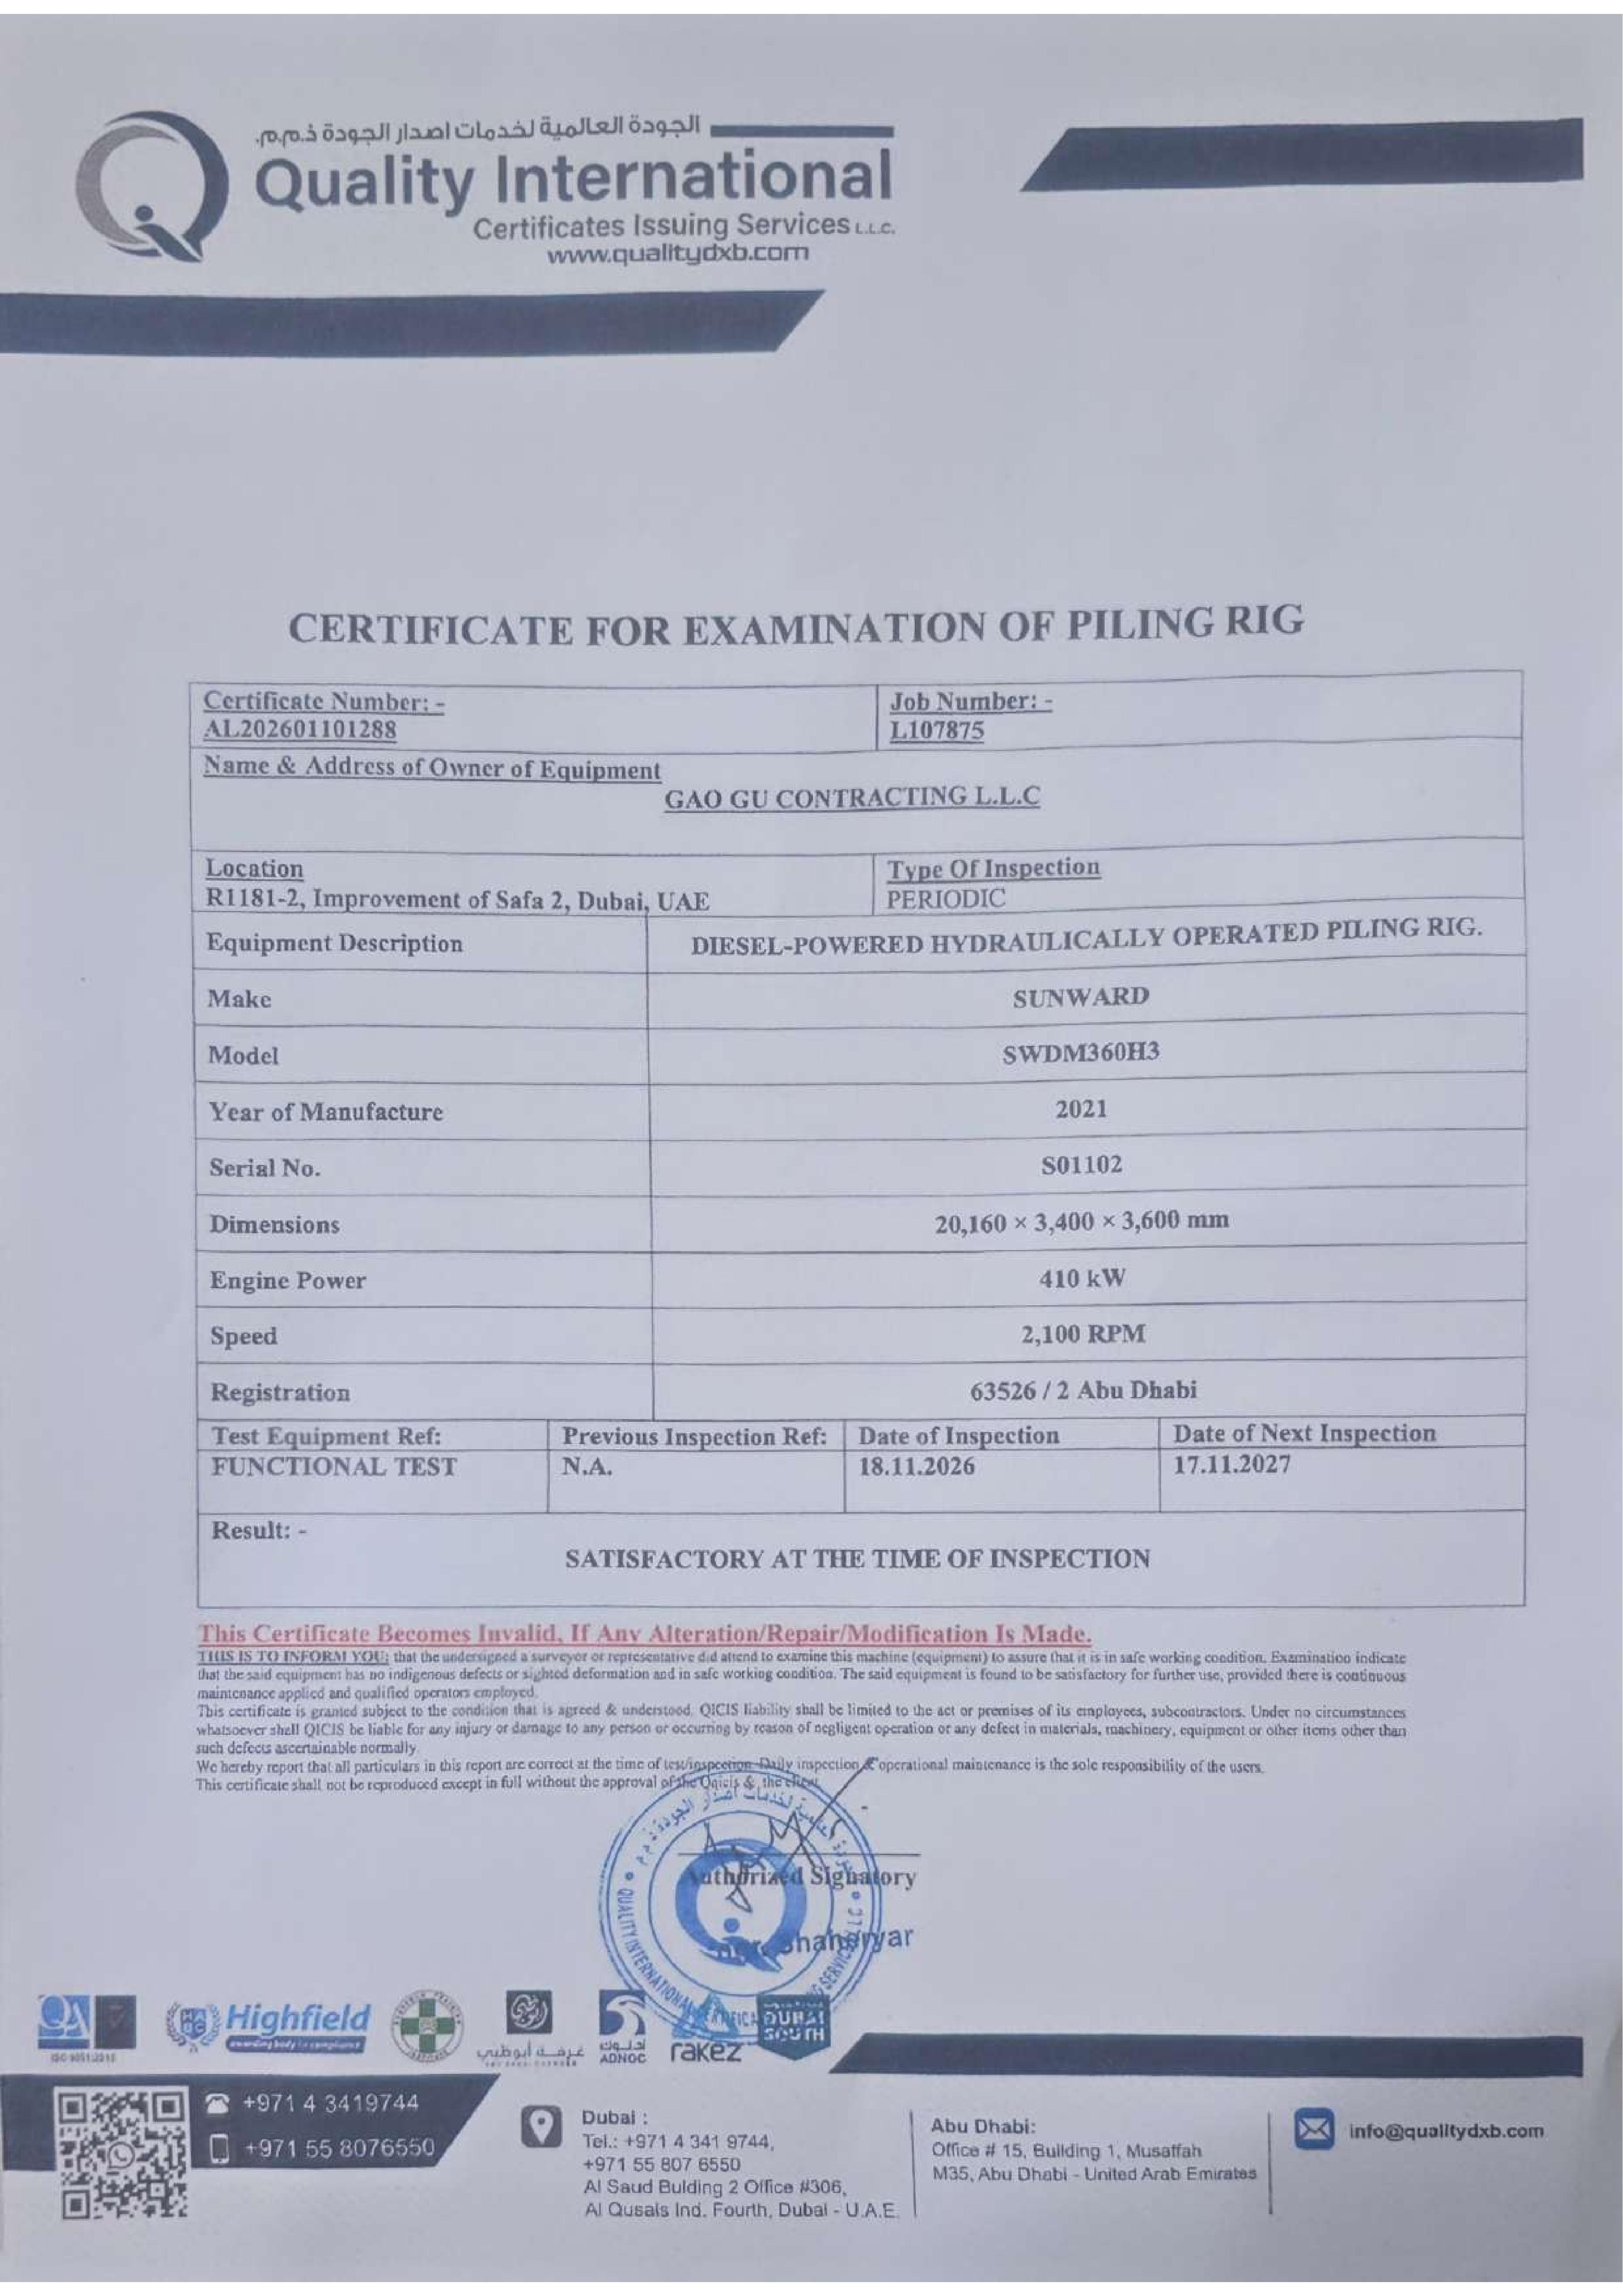 الجودة العالمية لخدمات اصدار الجودة ذ.م.م.
Quality International
Certificates Issuing Services L.L.C.
www.qualitydxb.com
CERTIFICATE FOR EXAMINATION OF PILING RIG
Certificate Number: -
AL202601101288
Job Number: -
L107875
Name & Address of Owner of Equipment
GAO GU CONTRACTING L.L.C
Location
R1181-2, Improvement of Safa 2, Dubai, UAE
Type Of Inspection
PERIODIC
Equipment Description DIESEL-POWERED HYDRAULICALLY OPERATED PILING RIG.
Make SUNWARD
Model SWDM360H3
Year of Manufacture 2021
Serial No. S01102
Dimensions 20,160 × 3,400 × 3,600 mm
Engine Power 410 kW
Speed 2,100 RPM
Registration 63526 / 2 Abu Dhabi
Test Equipment Ref: Previous Inspection Ref: Date of Inspection Date of Next Inspection
FUNCTIONAL TEST N.A. 18.11.2026 17.11.2027
Result: -
SATISFACTORY AT THE TIME OF INSPECTION
This Certificate Becomes Invalid, If Any Alteration/Repair/Modification Is Made.
THIS IS TO INFORM YOU: that the undersigned a surveyor or representative did attend to examine this machine (equipment) to assure that it is in safe working condition. Examination indicate
that the said equipment has no indigenous defects or sighted deformation and in safe working condition. The said equipment is found to be satisfactory for further use, provided there is continuous
maintenance applied and qualified operators employed.
This certificate is granted subject to the condition that is agreed & understood. QICIS liability shall be limited to the act or premises of its employees, subcontractors. Under no circumstances
whatsoever shell QICIS be liable for any injury or damage to any person or occurring by reason of negligent operation or any defect in materials, machinery, equipment or other items other than
such defects ascertainable normally.
We hereby report that all particulars in this report are correct at the time of test/inspection. Daily inspection & operational maintenance is the sole responsibility of the users.
This certificate shall not be reproduced except in full without the approval of the Qqicis & the client.
Authorized Signatory
Shaheryar
QUALITY INTERNATIONAL
QA
ISO 9001:2015
Highfield
awarding body for compliance
غرفة أبوظبي
أدنوك
ADNOC
rakez
DUBAI
SOUTH
+971 4 3419744
+971 55 8076550
Dubai :
Tel.: +971 4 341 9744,
+971 55 807 6550
Al Saud Bulding 2 Office #306,
Al Qusais Ind. Fourth, Dubai - U.A.E.
Abu Dhabi:
Office # 15, Building 1, Musaffah
M35, Abu Dhabi - United Arab Emirates
info@qualitydxb.com